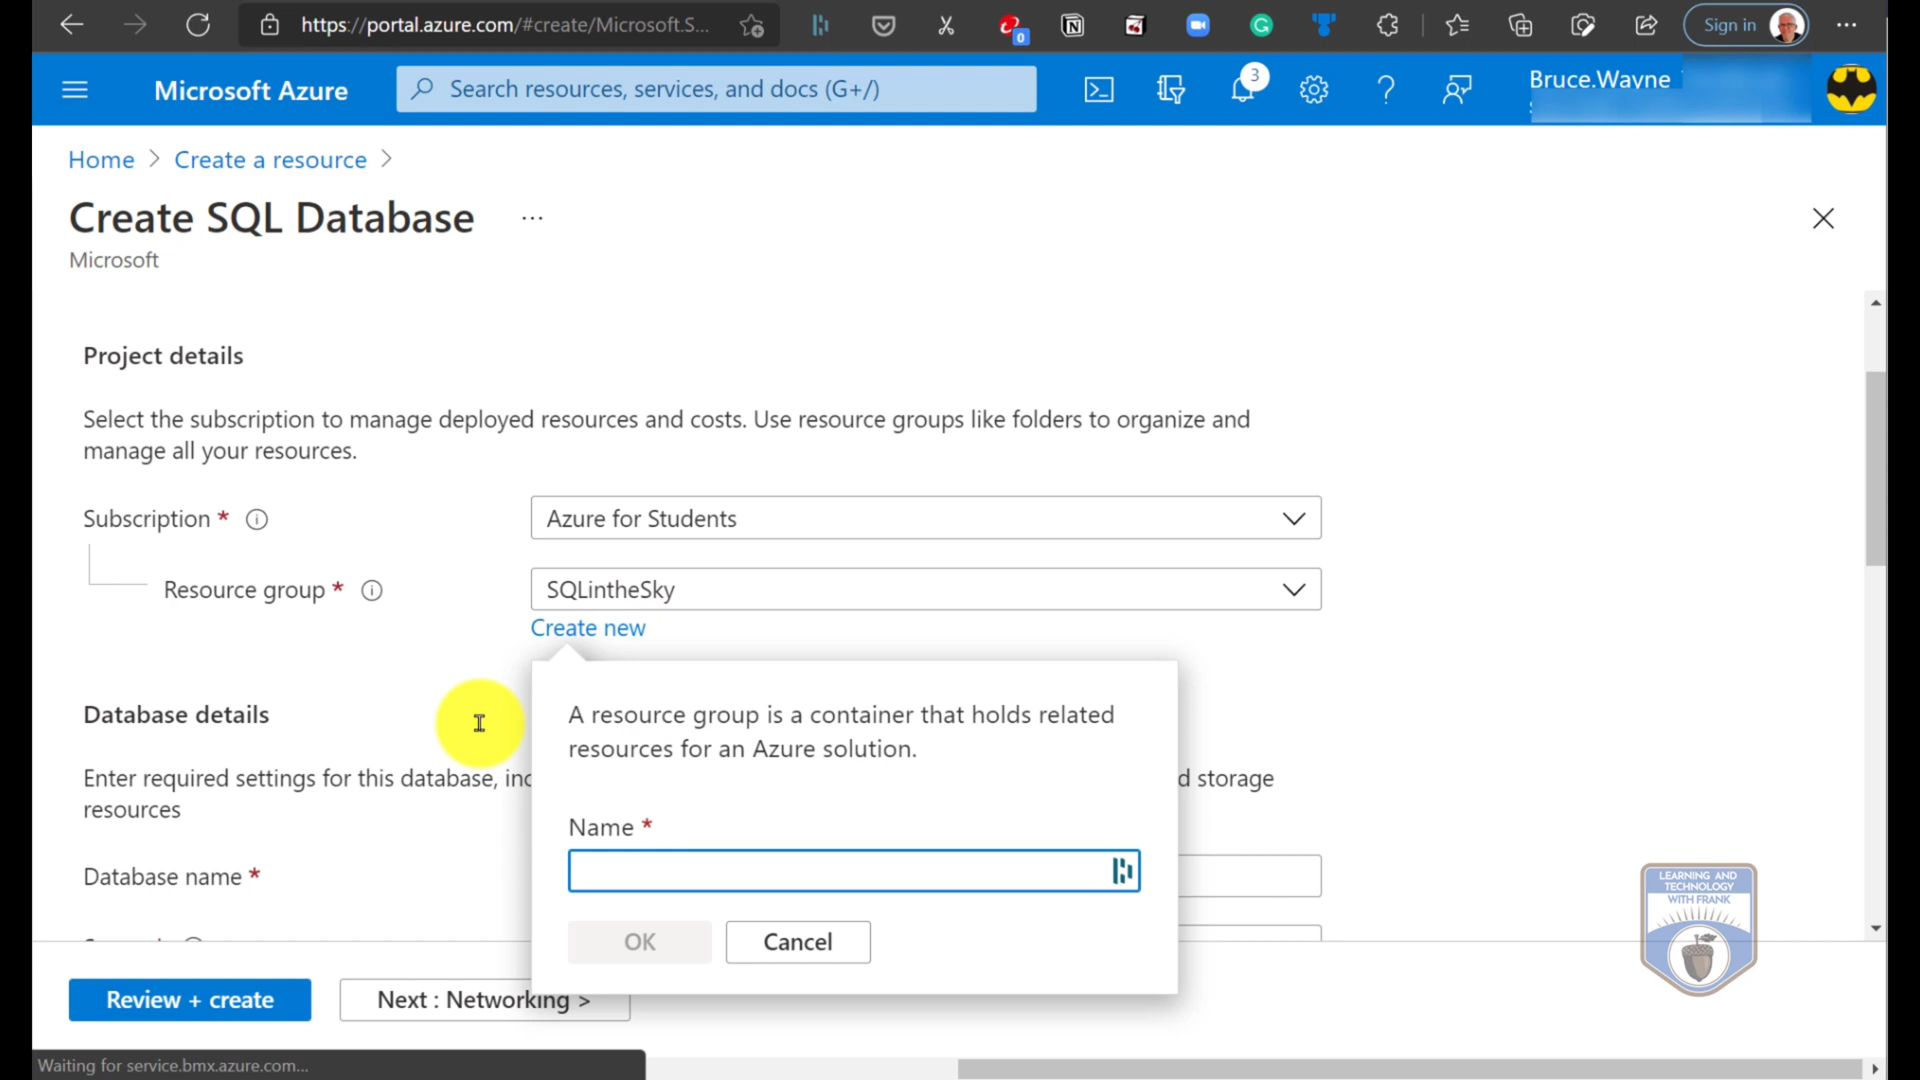 https://portal.azure.com/#create/Microsoft.S...
0
Sign in
Microsoft Azure
Search resources, services, and docs (G+/)
3
Bruce.Wayne
Home > Create a resource >
Create SQL Database ...
Microsoft
Project details
Select the subscription to manage deployed resources and costs. Use resource groups like folders to organize and
manage all your resources.
Subscription *
Azure for Students
Resource group *
SQLintheSky
Create new
A resource group is a container that holds related
resources for an Azure solution.
Name *
OK
Cancel
Database details
Enter required settings for this database, inc
d storage
resources
Database name *
Review + create
Next : Networking >
Waiting for service.bmx.azure.com...
LEARNING AND
TECHNOLOGY
WITH FRANK